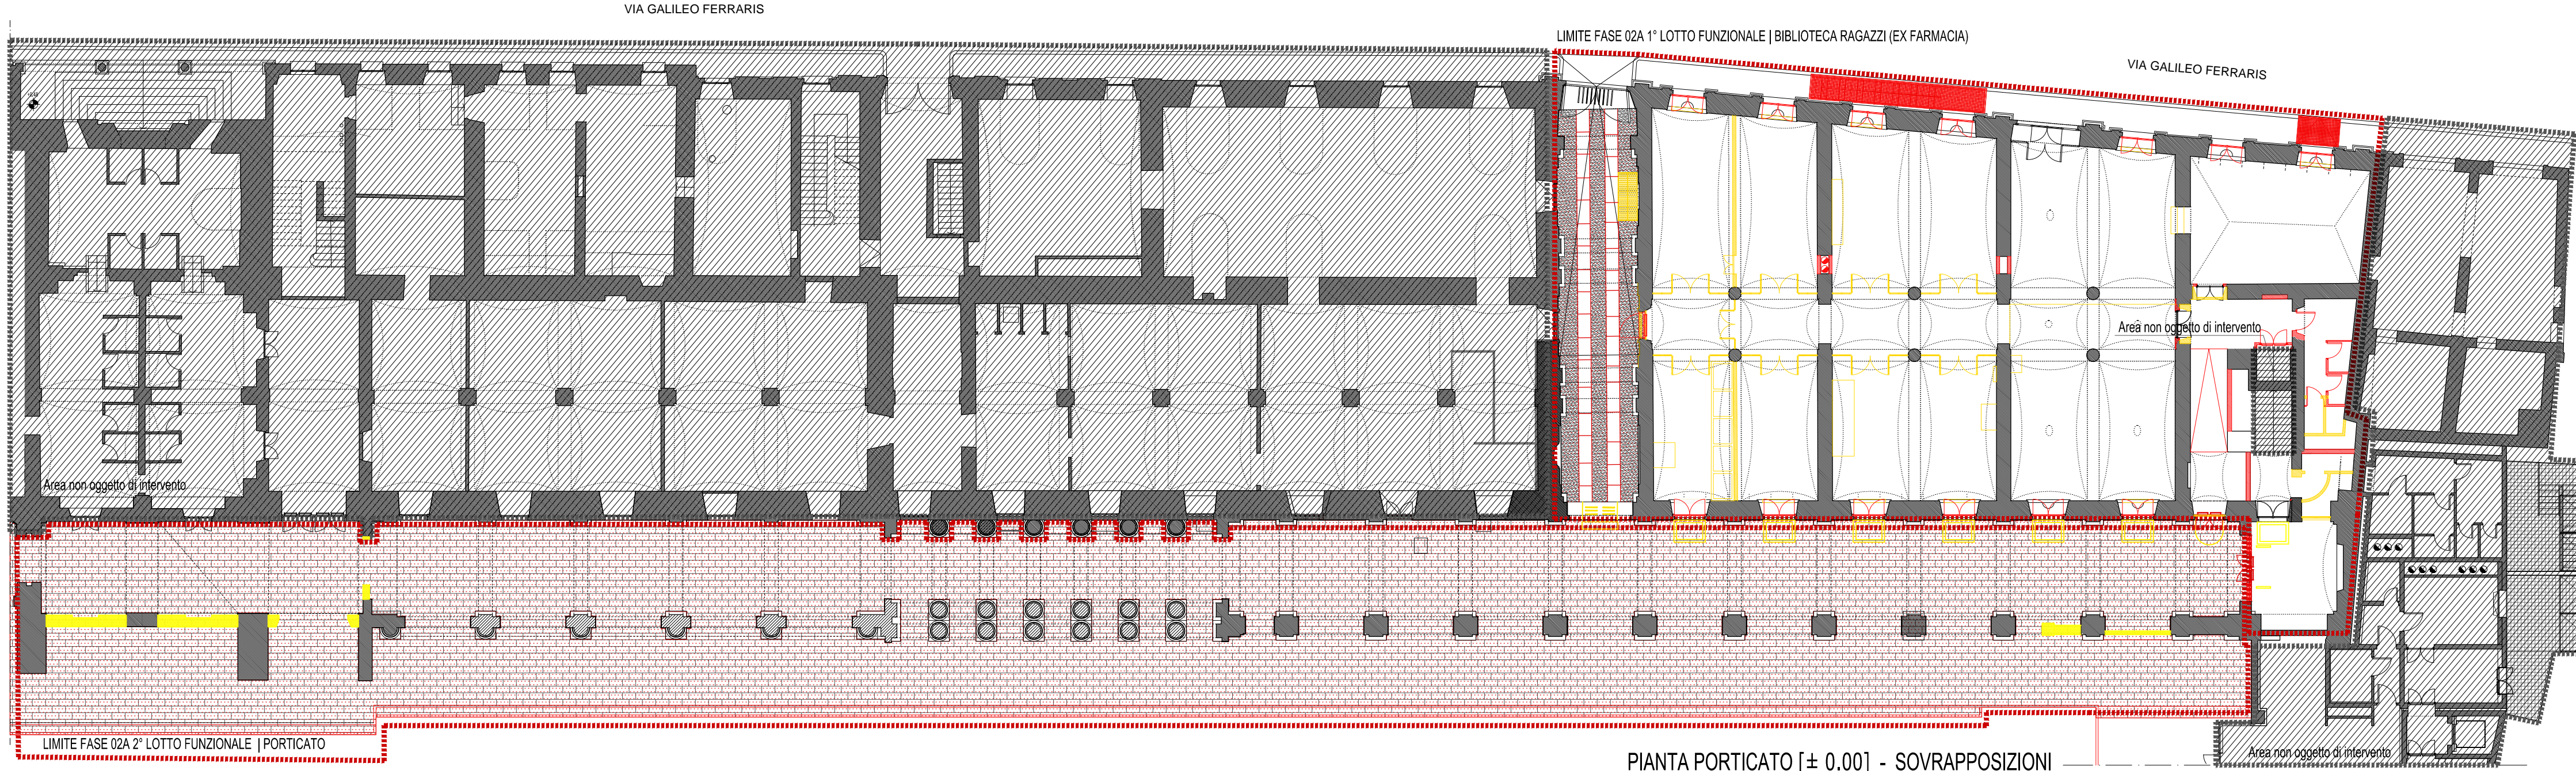 VIA GALILEO FERRARIS
LIMITE FASE 02A 1° LOTTO FUNZIONALE | BIBLIOTECA RAGAZZI (EX FARMACIA)
VIA GALILEO FERRARIS
Area non oggetto di intervento
Area non oggetto di intervento
LIMITE FASE 02A 2° LOTTO FUNZIONALE | PORTICATO
Area non oggetto di intervento
PIANTA PORTICATO [± 0.00] - SOVRAPPOSIZIONI